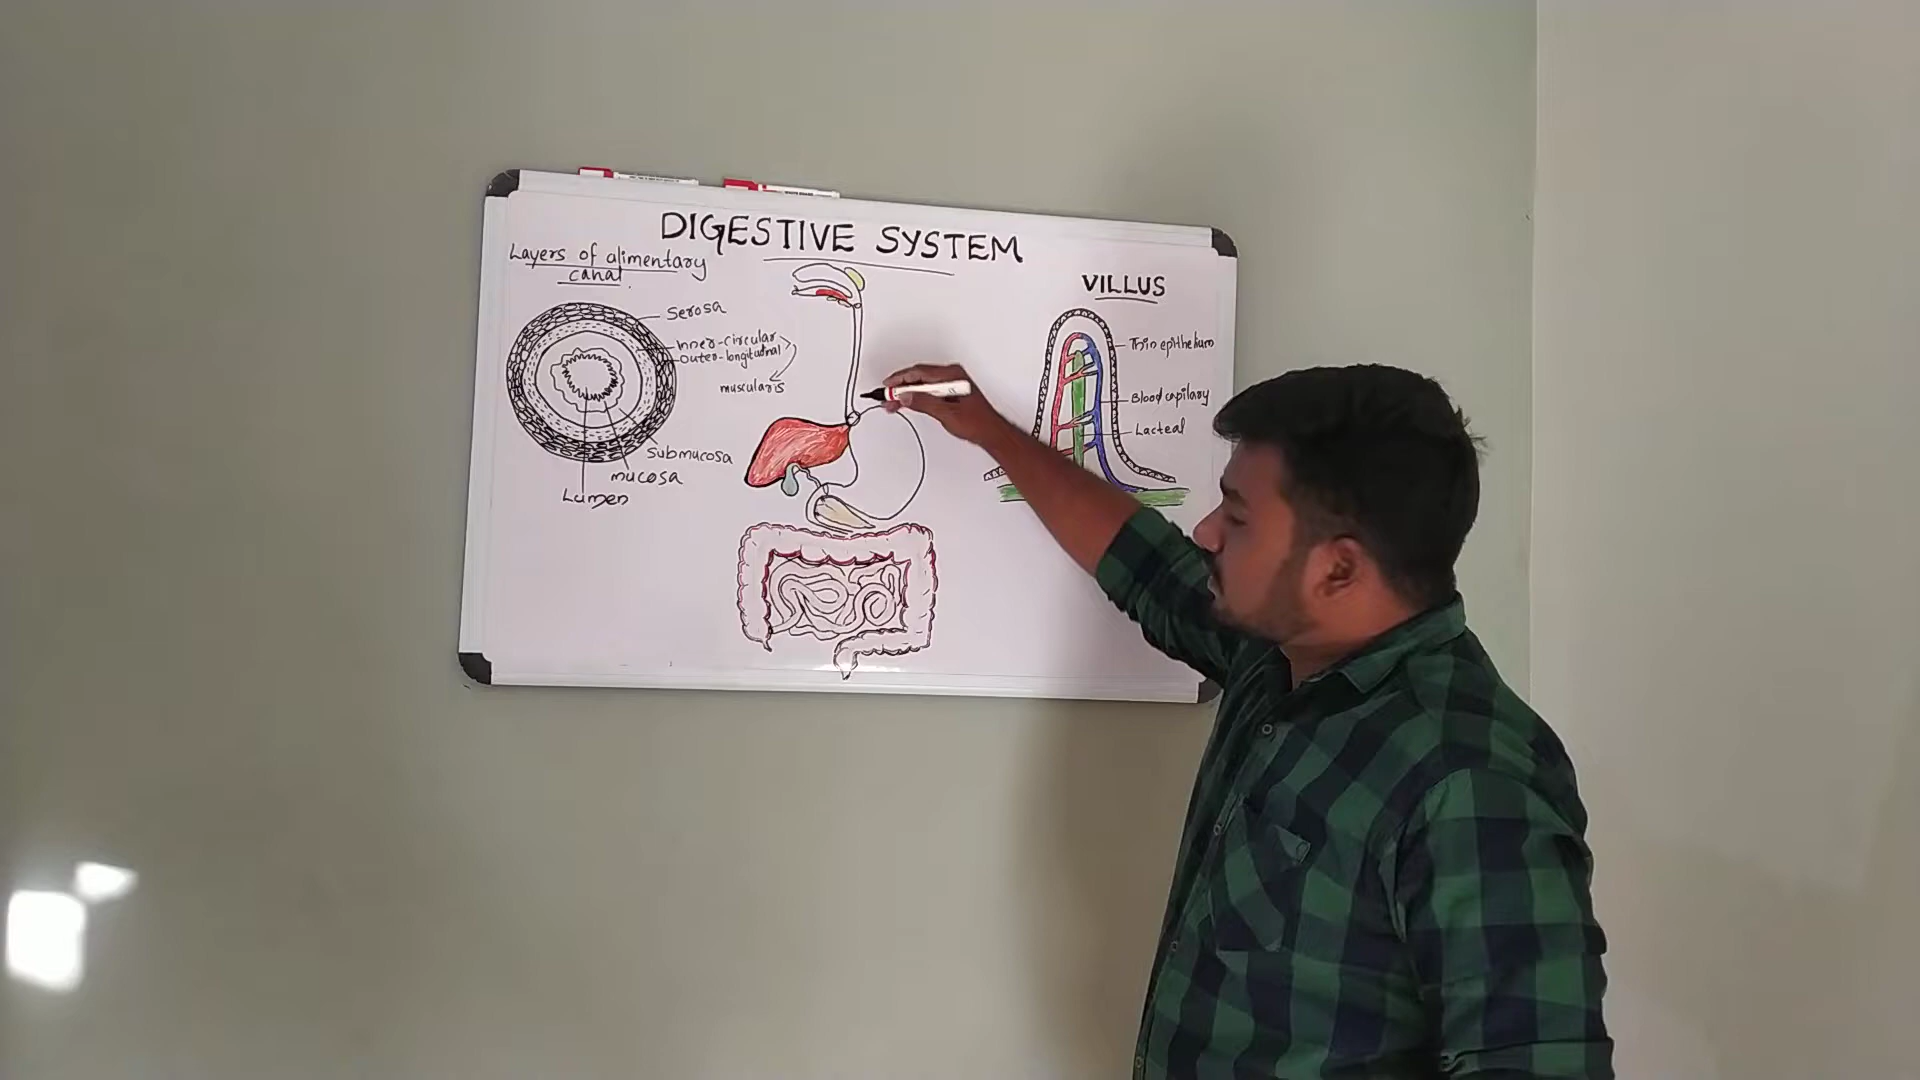 DIGESTIVE SYSTEM
Layers of alimentary
canal
Serosa
Inner-circular
outer-longitudinal
muscularis
submucosa
mucosa
Lumen
VILLUS
Thin epithelium
Blood capilary
Lacteal